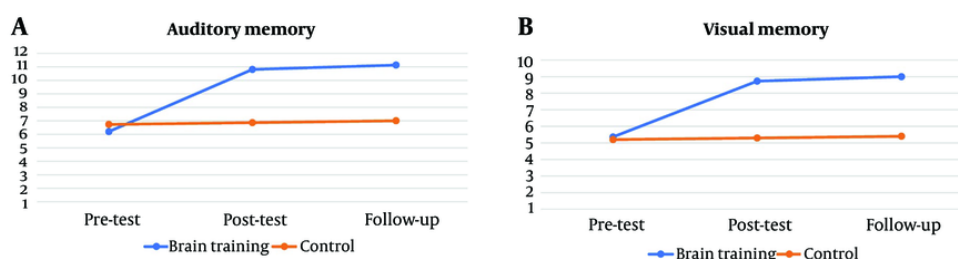 A
Auditory memory
12
11
10
9
8
7
6
5
4
3
2
1
Pre-test Post-test Follow-up
Brain training Control
B
Visual memory
10
9
8
7
6
5
4
3
2
1
Pre-test Post-test Follow-up
Brain training Control